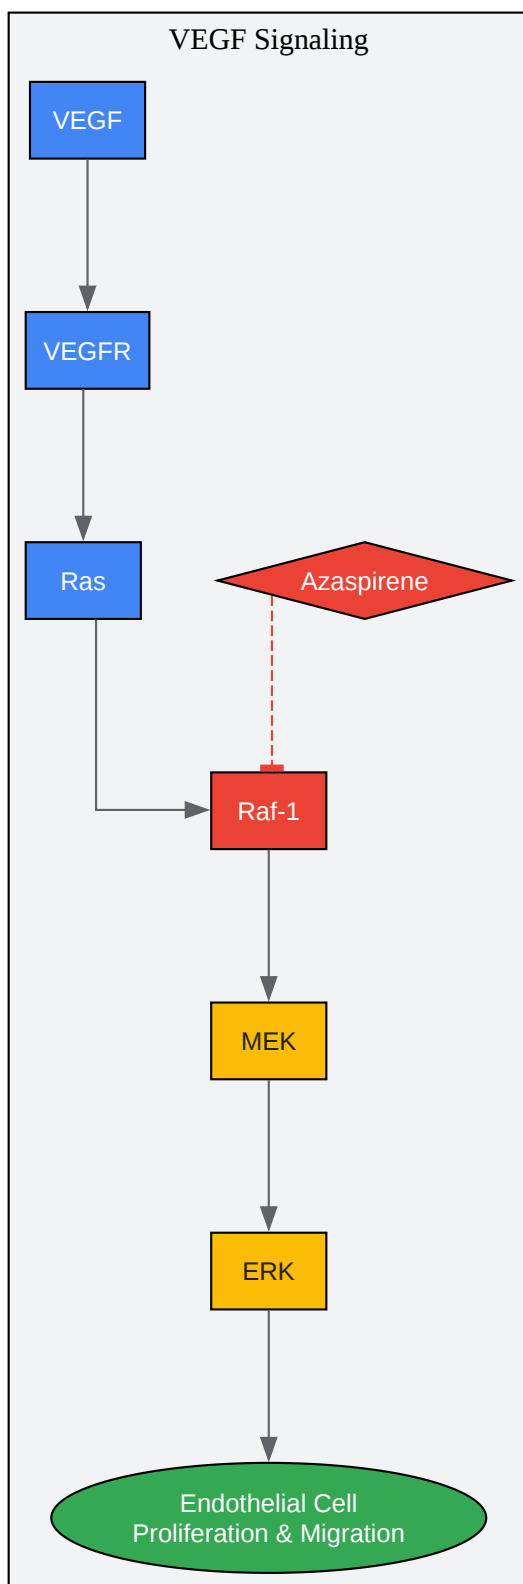 VEGF Signaling
VEGF
VEGFR
Ras
Azaspirene
Raf-1
MEK
ERK
Endothelial Cell
Proliferation & Migration